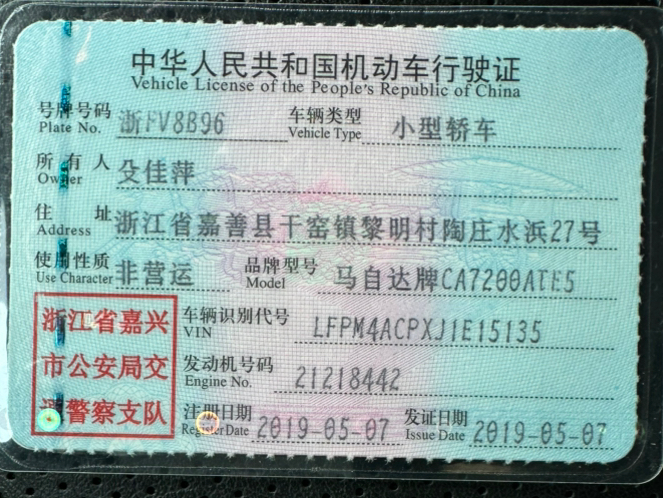 中华人民共和国机动车行驶证
Vehicle License of the People's Republic of China
号牌号码 浙FV8B96 车辆类型 小型轿车
Plate No. Vehicle Type
所有人 殳佳萍
Owner
住址 浙江省嘉善县干窑镇黎明村陶庄水浜27号
Address
使用性质 非营运 品牌型号 马自达牌CA7200ATE5
Use Character Model
浙江省嘉兴 车辆识别代号 LFPM4ACPXJ1E15135
VIN
市公安局交 发动机号码 21218442
Engine No.
警察支队 注册日期 2019-05-07 发证日期 2019-05-07
Register Date Issue Date